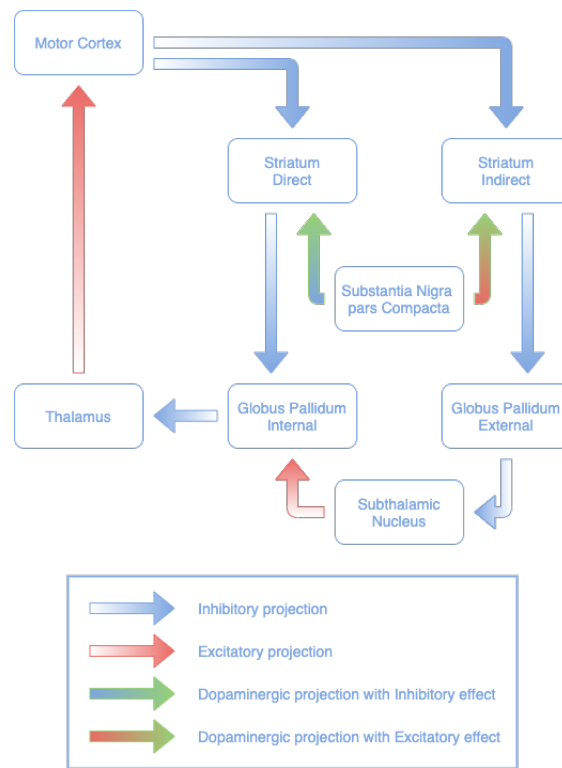 Motor Cortex
Striatum
Direct
Striatum
Indirect
Substantia Nigra
pars Compacta
Thalamus
Globus Pallidum
Internal
Globus Pallidum
External
Subthalamic
Nucleus
Inhibitory projection
Excitatory projection
Dopaminergic projection with Inhibitory effect
Dopaminergic projection with Excitatory effect